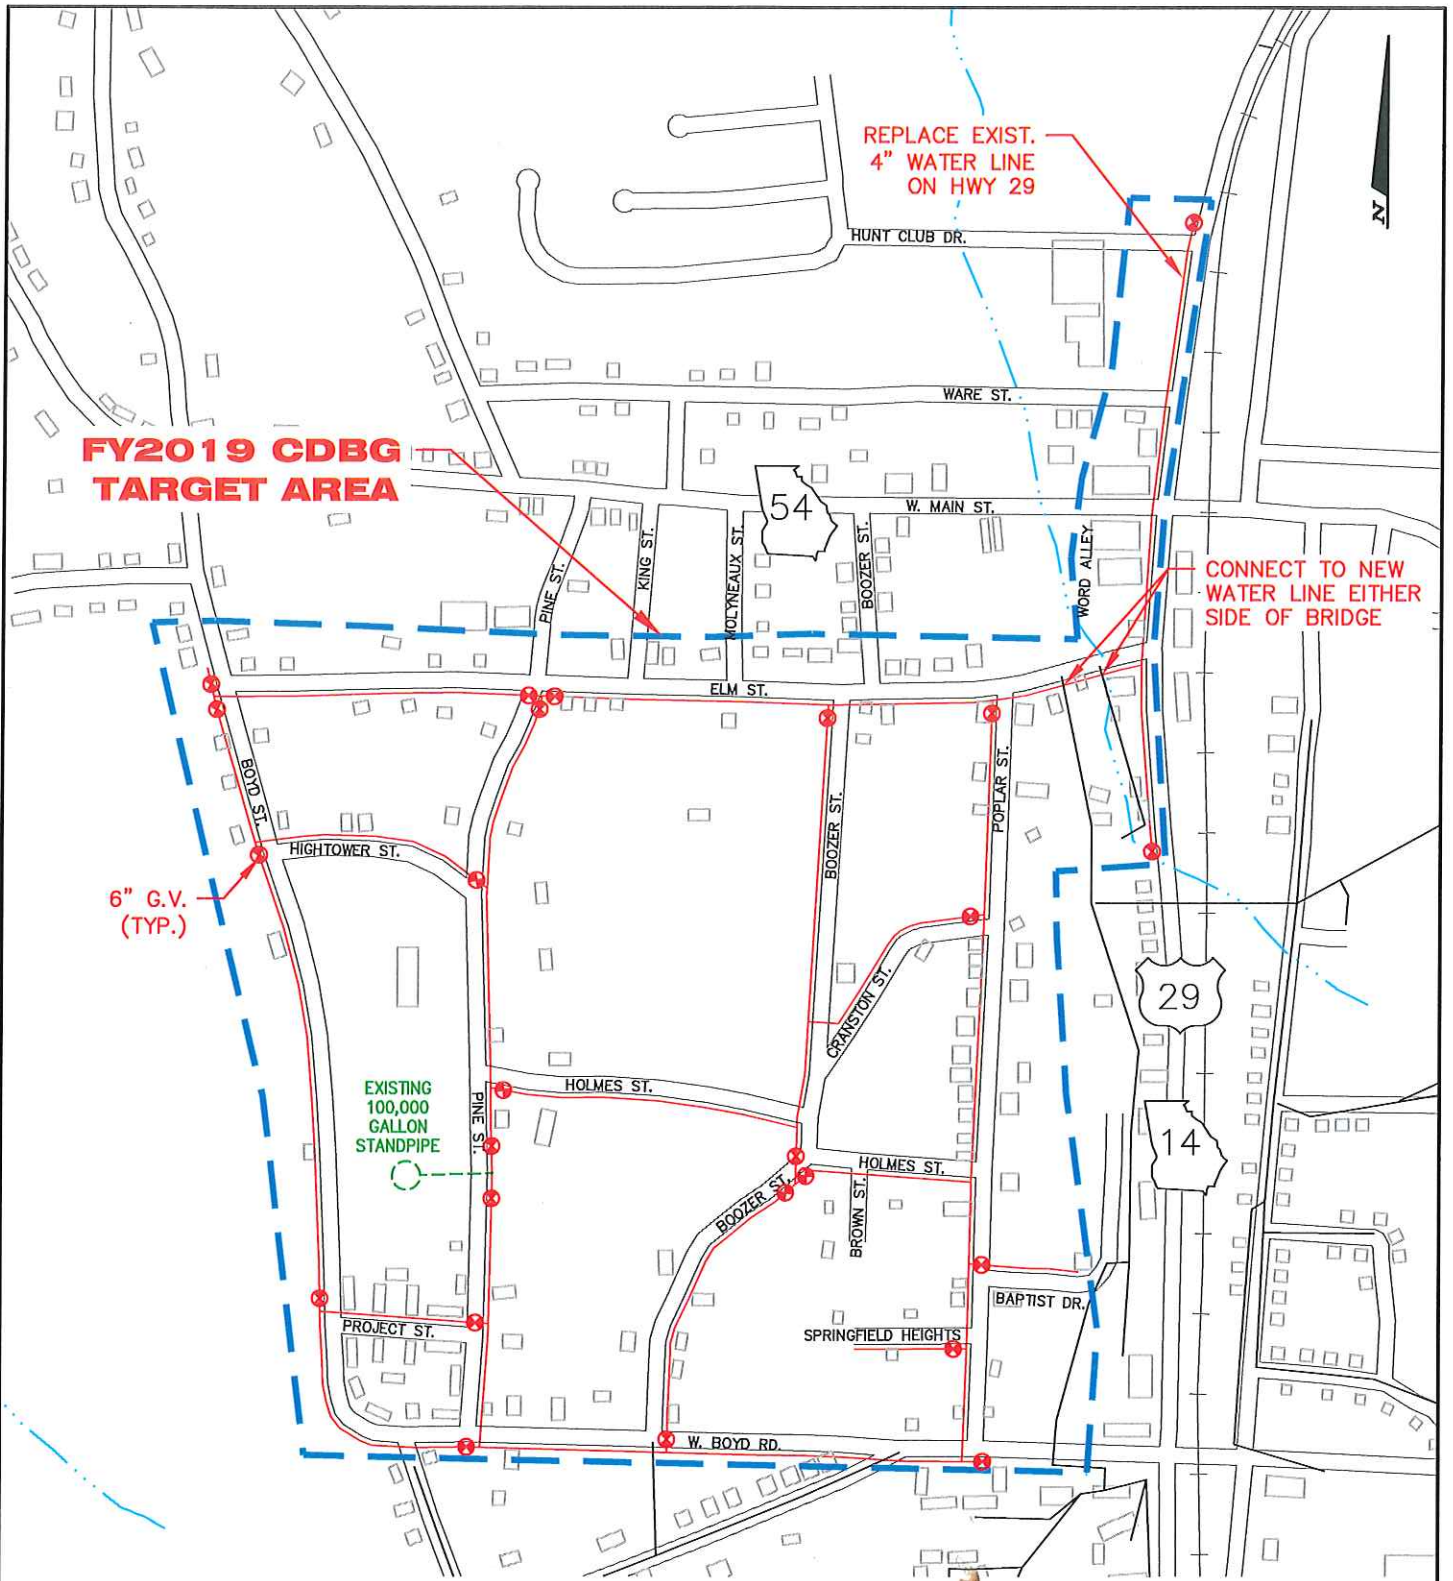 REPLACE EXIST.
4" WATER LINE
ON HWY 29
N
HUNT CLUB DR.
WARE ST.
FY2019 CDBG
TARGET AREA
54
W. MAIN ST.
PINE ST.
KING ST.
MOLYNEAUX ST.
BOOZER ST.
WORD ALLEY
CONNECT TO NEW
WATER LINE EITHER
SIDE OF BRIDGE
ELM ST.
BOYD ST.
BOOZER ST.
POPLAR ST.
HIGHTOWER ST.
6" G.V.
(TYP.)
CRANSTON ST.
29
EXISTING
100,000
GALLON
STANDPIPE
PINE ST.
HOLMES ST.
14
HOLMES ST.
BOOZER ST.
BROWN ST.
BAPTIST DR.
PROJECT ST.
SPRINGFIELD HEIGHTS
W. BOYD RD.